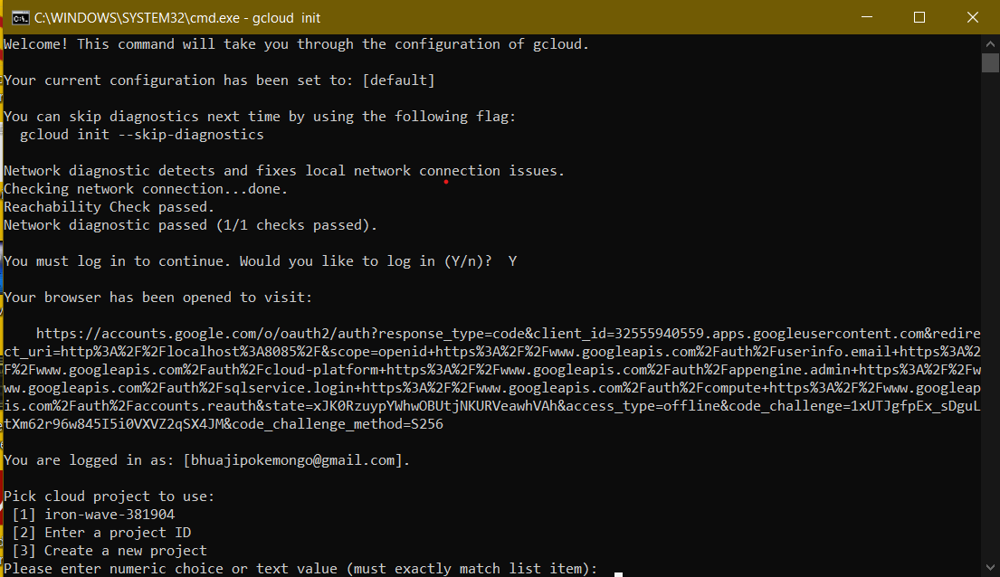 C:\WINDOWS\SYSTEM32\cmd.exe - gcloud  init
Welcome! This command will take you through the configuration of gcloud.
Your current configuration has been set to: [default]
You can skip diagnostics next time by using the following flag:
  gcloud init --skip-diagnostics
Network diagnostic detects and fixes local network connection issues.
Checking network connection...done.
Reachability Check passed.
Network diagnostic passed (1/1 checks passed).
You must log in to continue. Would you like to log in (Y/n)?  Y
Your browser has been opened to visit:
    https://accounts.google.com/o/oauth2/auth?response_type=code&client_id=32555940559.apps.googleusercontent.com&redire
ct_uri=http%3A%2F%2Flocalhost%3A8085%2F&scope=openid+https%3A%2F%2Fwww.googleapis.com%2Fauth%2Fuserinfo.email+https%3A%2
F%2Fwww.googleapis.com%2Fauth%2Fcloud-platform+https%3A%2F%2Fwww.googleapis.com%2Fauth%2Fappengine.admin+https%3A%2F%2Fw
ww.googleapis.com%2Fauth%2Fsqlservice.login+https%3A%2F%2Fwww.googleapis.com%2Fauth%2Fcompute+https%3A%2F%2Fwww.googleap
is.com%2Fauth%2Faccounts.reauth&state=xJK0RzuypYWhwOBUtjNKURVeawhVAh&access_type=offline&code_challenge=1xUTJgfpEx_sDguL
tXm62r96w845I5i0VXVZ2qSX4JM&code_challenge_method=S256
You are logged in as: [bhuajipokemongo@gmail.com].
Pick cloud project to use:
 [1] iron-wave-381904
 [2] Enter a project ID
 [3] Create a new project
Please enter numeric choice or text value (must exactly match list item):